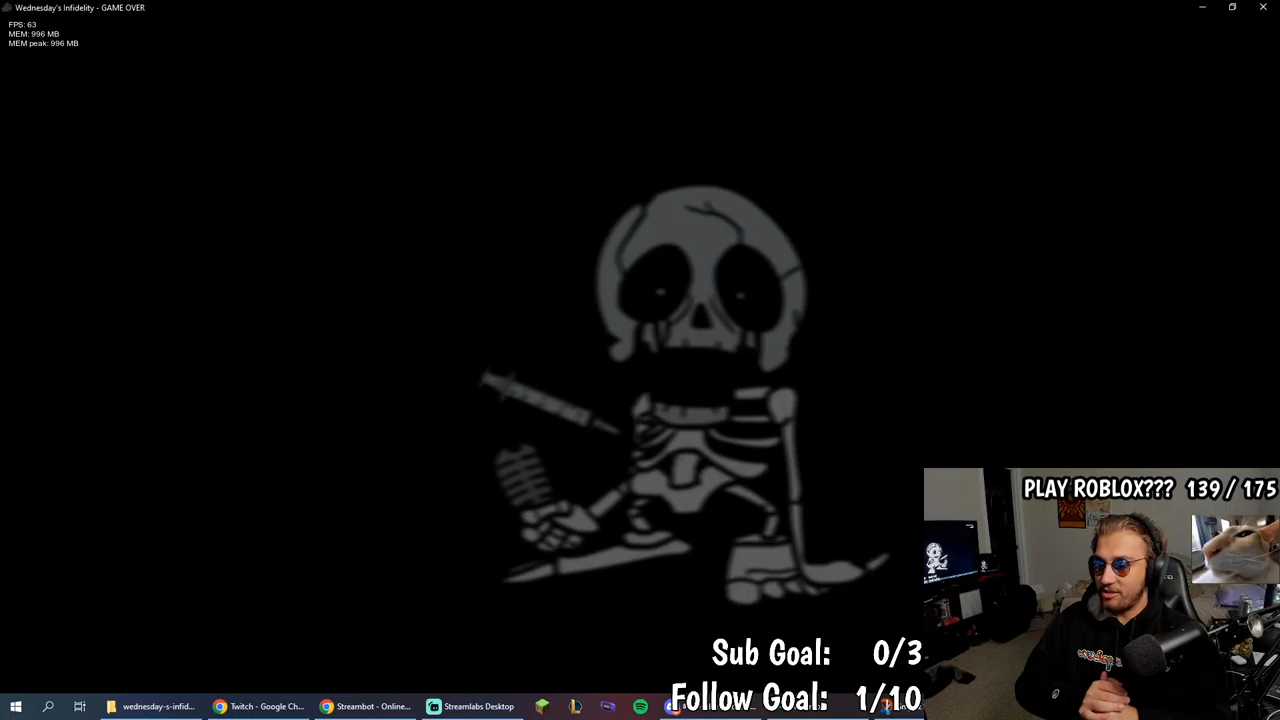 Wednesday's Infidelity - GAME OVER
FPS: 63
MEM: 996 MB
MEM peak: 996 MB
PLAY ROBLOX??? 139 / 175
Sub Goal: 0/3
Follow Goal: 1/10
wednesday-s-infid...
Twitch - Google Ch...
Streambot - Online...
Streamlabs Desktop